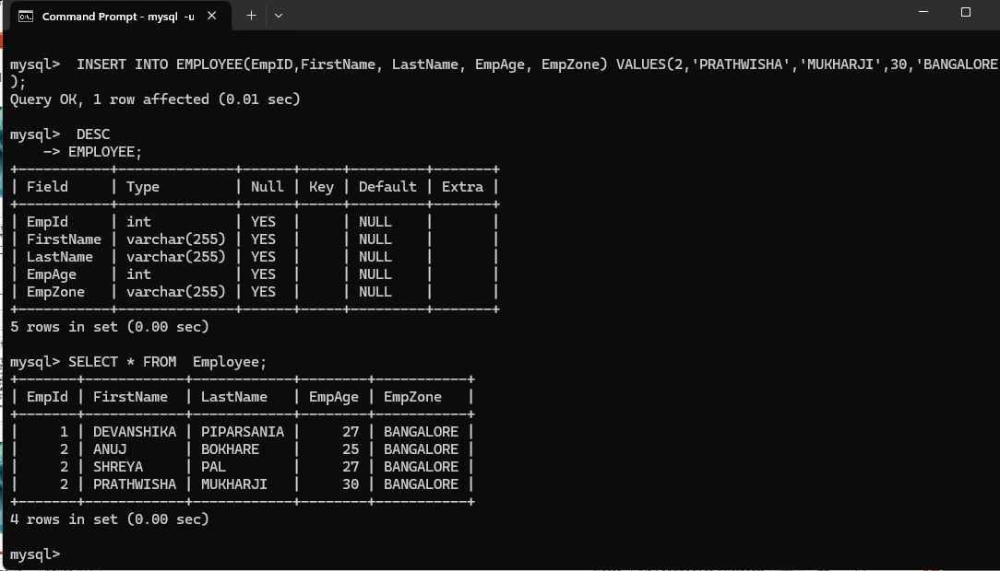 Command Prompt - mysql -u
mysql>  INSERT INTO EMPLOYEE(EmpID,FirstName, LastName, EmpAge, EmpZone) VALUES(2,'PRATHWISHA','MUKHARJI',30,'BANGALORE
);
Query OK, 1 row affected (0.01 sec)
mysql>  DESC
    -> EMPLOYEE;
+-----------+--------------+------+-----+---------+-------+
| Field     | Type         | Null | Key | Default | Extra |
+-----------+--------------+------+-----+---------+-------+
| EmpId     | int          | YES  |     | NULL    |       |
| FirstName | varchar(255) | YES  |     | NULL    |       |
| LastName  | varchar(255) | YES  |     | NULL    |       |
| EmpAge    | int          | YES  |     | NULL    |       |
| EmpZone   | varchar(255) | YES  |     | NULL    |       |
+-----------+--------------+------+-----+---------+-------+
5 rows in set (0.00 sec)
mysql> SELECT * FROM  Employee;
+-------+------------+------------+--------+-----------+
| EmpId | FirstName  | LastName   | EmpAge | EmpZone   |
+-------+------------+------------+--------+-----------+
|     1 | DEVANSHIKA | PIPARSANIA |     27 | BANGALORE |
|     2 | ANUJ       | BOKHARE    |     25 | BANGALORE |
|     2 | SHREYA     | PAL        |     27 | BANGALORE |
|     2 | PRATHWISHA | MUKHARJI   |     30 | BANGALORE |
+-------+------------+------------+--------+-----------+
4 rows in set (0.00 sec)
mysql>